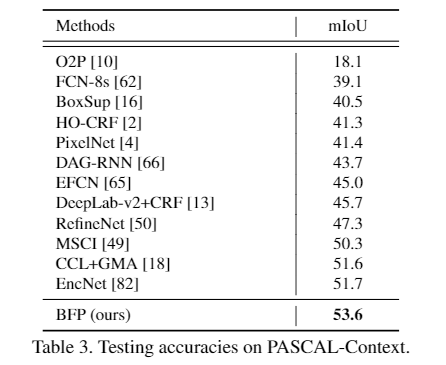 Methods mIoU
O2P [10] 18.1
FCN-8s [62] 39.1
BoxSup [16] 40.5
HO-CRF [2] 41.3
PixelNet [4] 41.4
DAG-RNN [66] 43.7
EFCN [65] 45.0
DeepLab-v2+CRF [13] 45.7
RefineNet [50] 47.3
MSCI [49] 50.3
CCL+GMA [18] 51.6
EncNet [82] 51.7
BFP (ours) 53.6
Table 3. Testing accuracies on PASCAL-Context.